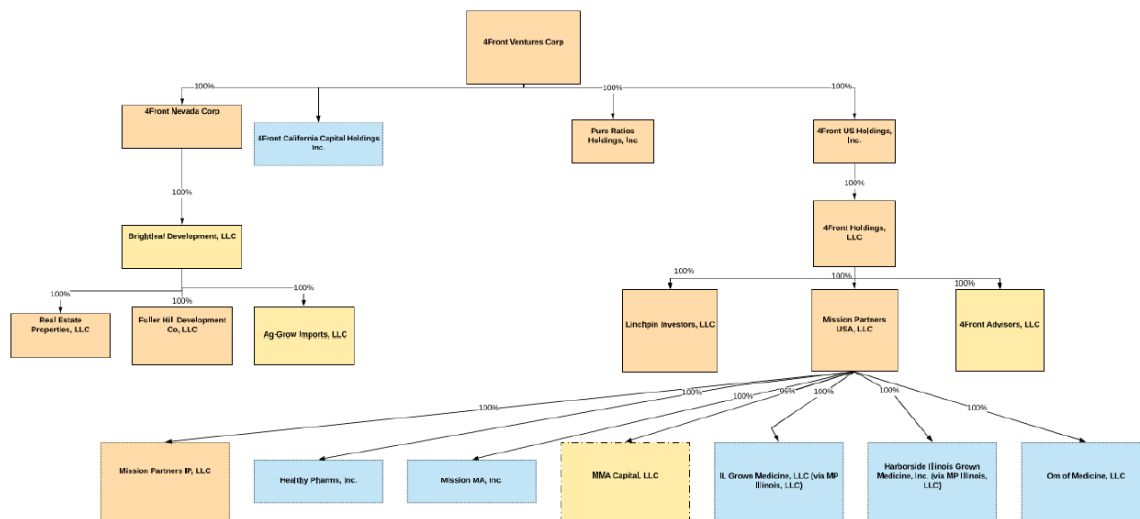 4Front Ventures Corp
100%
100%
100%
4Front Nevada Corp
4Front California Capital Holdings
Inc.
Pure Ratios
Holdings, Inc
4Front US Holdings,
Inc.
100%
100%
Brightleaf Development, LLC
4Front Holdings,
LLC
100%
100%
100%
100%
100%
100%
Real Estate
Properties, LLC
Fuller Hill Development
Co, LLC
Ag-Grow Imports, LLC
Linchpin Investors, LLC
Mission Partners
USA, LLC
4Front Advisors, LLC
100%
100%
100%
95%
100%
100%
100%
Mission Partners IP, LLC
Healthy Pharms, Inc.
Mission MA, Inc.
MMA Capital, LLC
IL Grown Medicine, LLC (via MP
Illinois, LLC)
Harborside Illinois Grown
Medicine, Inc. (via MP Illinois,
LLC)
Om of Medicine, LLC